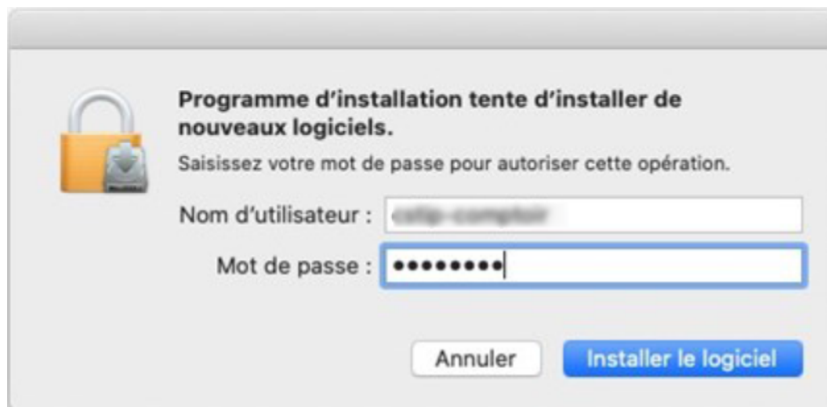 Programme d'installation tente d'installer de
nouveaux logiciels.
Saisissez votre mot de passe pour autoriser cette opération.
Nom d'utilisateur :
Mot de passe : ••••••••
Annuler
Installer le logiciel